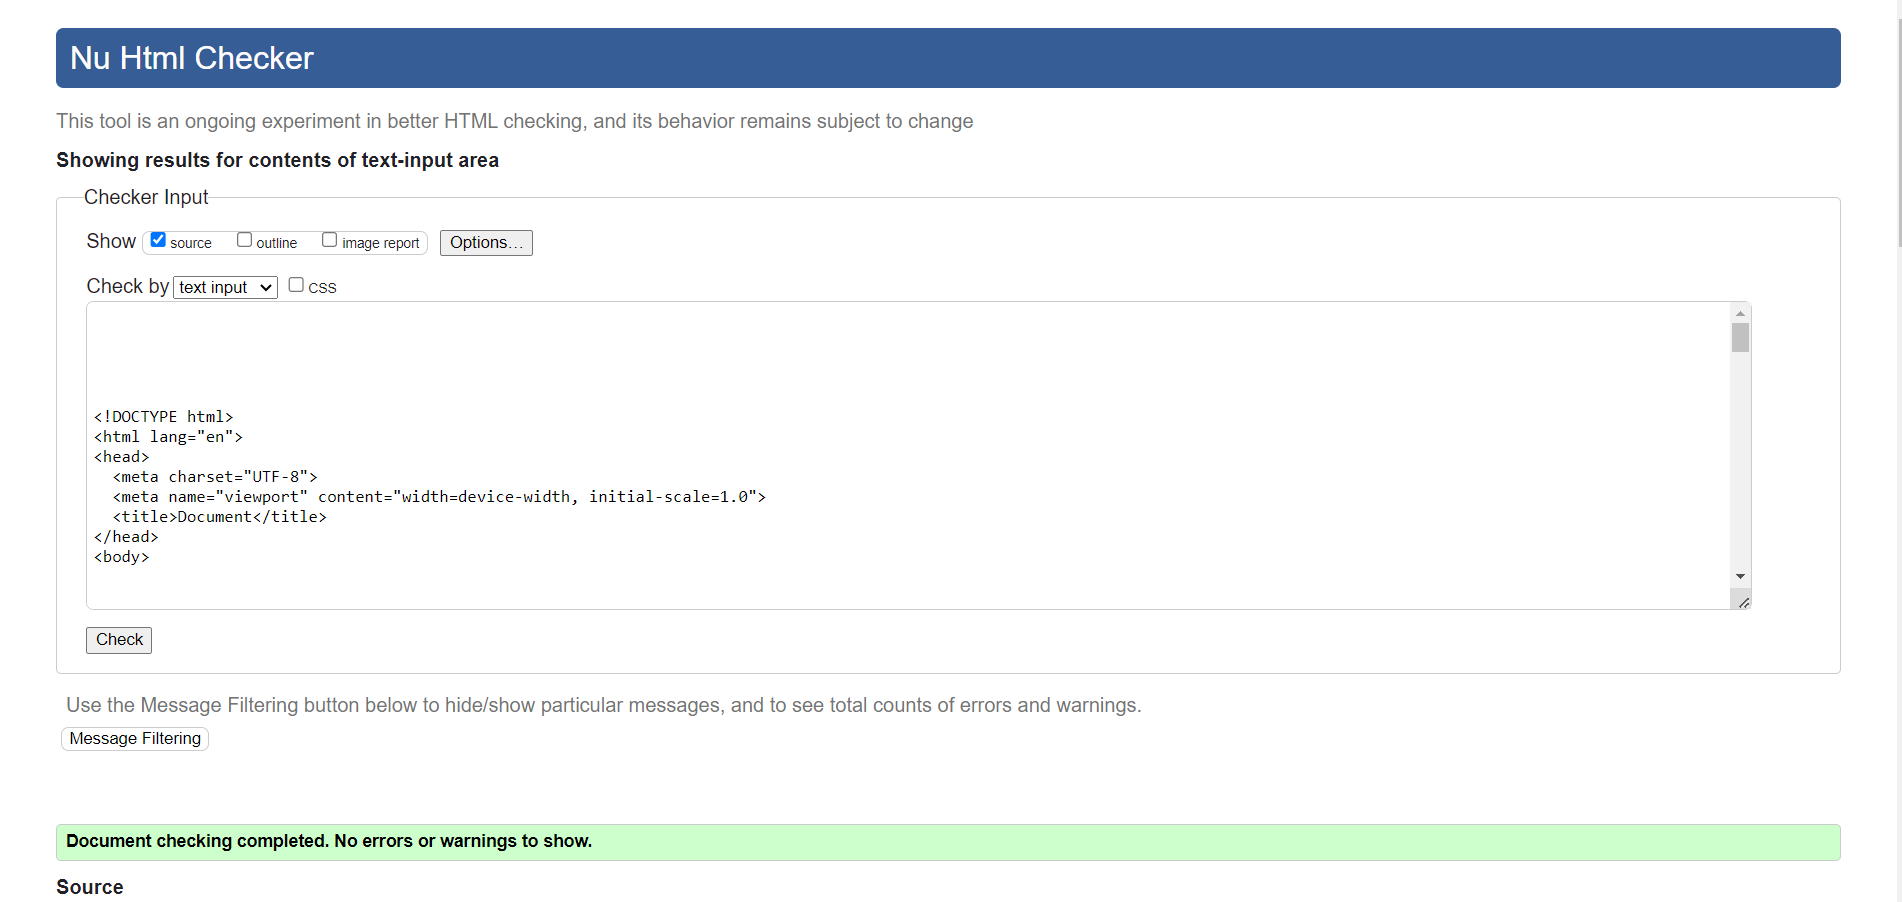 Nu Html Checker
This tool is an ongoing experiment in better HTML checking, and its behavior remains subject to change
Showing results for contents of text-input area
Checker Input
Show source outline image report Options...
Check by text input CSS
<!DOCTYPE html>
<html lang="en">
<head>
  <meta charset="UTF-8">
  <meta name="viewport" content="width=device-width, initial-scale=1.0">
  <title>Document</title>
</head>
<body>
Check
Use the Message Filtering button below to hide/show particular messages, and to see total counts of errors and warnings.
Message Filtering
Document checking completed. No errors or warnings to show.
Source